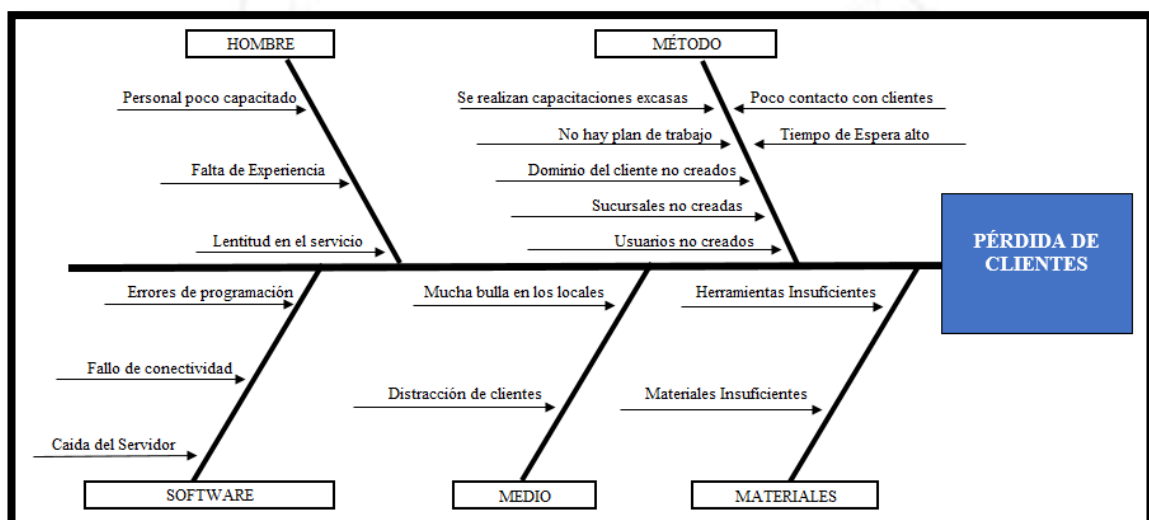 HOMBRE
MÉTODO
Personal poco capacitado
Se realizan capacitaciones excasas
Poco contacto con clientes
No hay plan de trabajo
Tiempo de Espera alto
Falta de Experiencia
Dominio del cliente no creados
Sucursales no creadas
Lentitud en el servicio
Usuarios no creados
PÉRDIDA DE
CLIENTES
Errores de programación
Mucha bulla en los locales
Herramientas Insuficientes
Fallo de conectividad
Distracción de clientes
Materiales Insuficientes
Caida del Servidor
SOFTWARE
MEDIO
MATERIALES